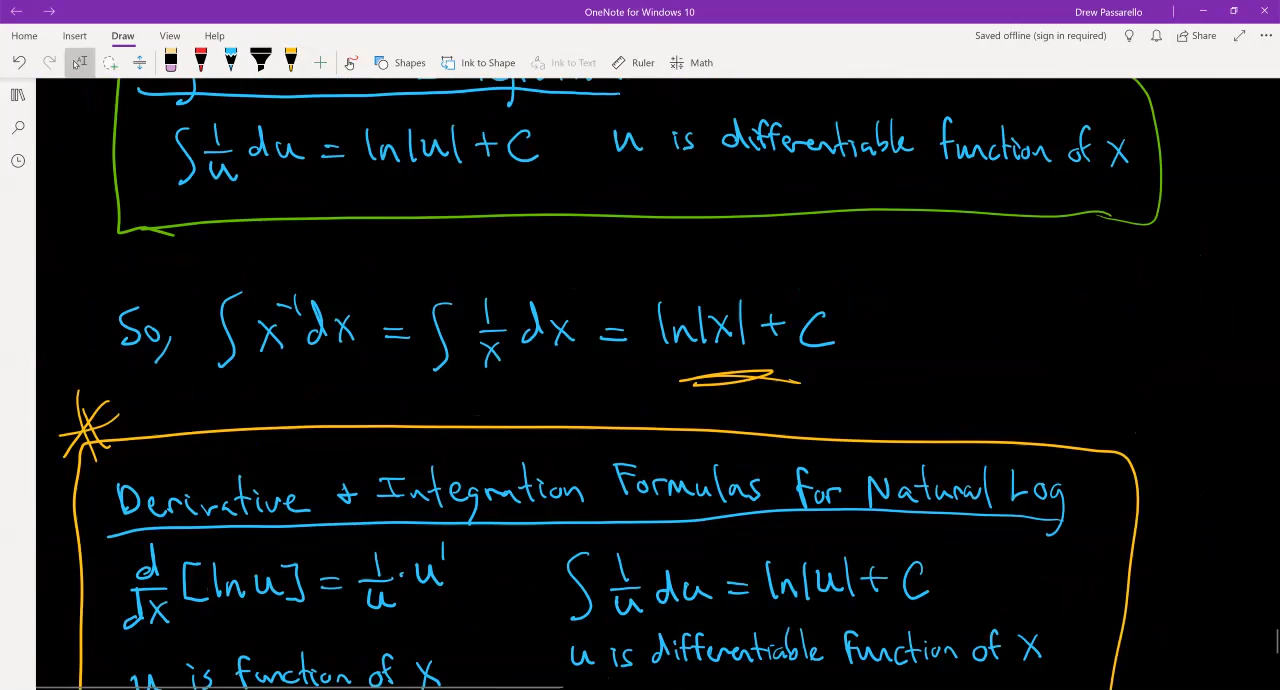 OneNote for Windows 10
Drew Passarello
Home Insert Draw View Help
Saved offline (sign in required) Share
Shapes Ink to Shape Ink to Text Ruler Math
∫ 1/u du = ln|u| + C u is differentiable function of x
So, ∫ x⁻¹ dx = ∫ 1/x dx = ln|x| + C
Derivative & Integration Formulas for Natural Log
d/dx [ln u] = 1/u · u' ∫ 1/u du = ln|u| + C
u is differentiable function of x
u is function of x